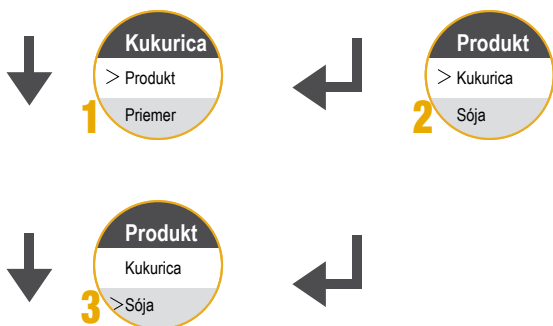 Kukurica
> Produkt
Priemer
1
Produkt
> Kukurica
Sója
2
Produkt
Kukurica
>Sója
3